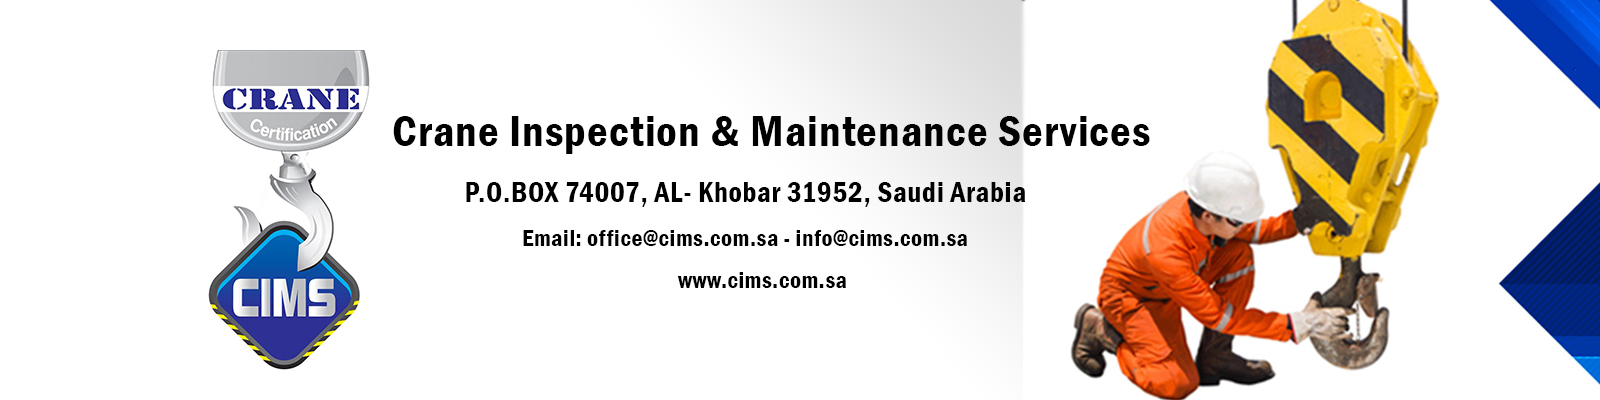 CRANE
Certification
CIMS
Crane Inspection & Maintenance Services
P.O.BOX 74007, AL- Khobar 31952, Saudi Arabia
Email: office@cims.com.sa - info@cims.com.sa
www.cims.com.sa